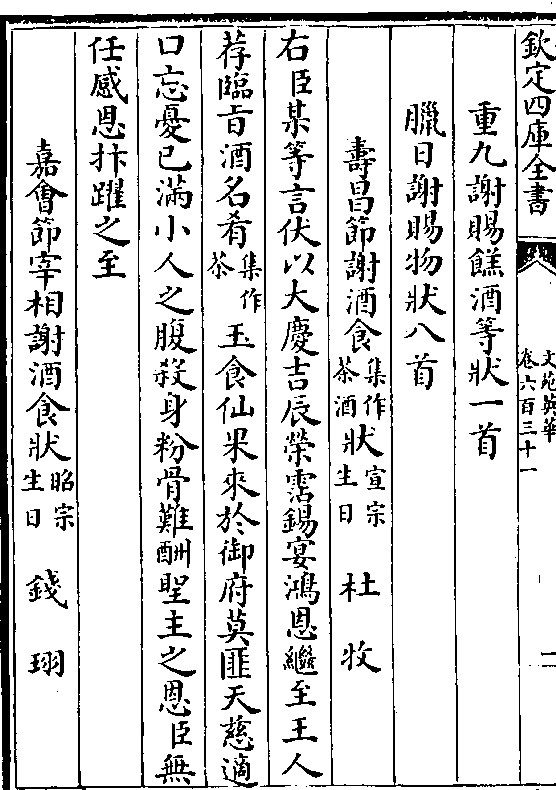 欽定四庫全書
文苑英華
卷六百三十一
重九謝賜餻酒等狀一首
臘日謝賜物狀八首
壽昌節謝酒食集作茶酒狀宣宗生日 杜牧
右臣某等言伏以大慶吉辰榮霑錫宴鴻恩繼至王人
荐臨旨酒名肴集作茶玉食仙果來於御府莫匪天慈適
口忘憂已滿小人之腹殺身粉骨難酬聖主之恩臣無
任感恩抃躍之至
嘉會節宰相謝酒食狀昭宗生日 錢珝